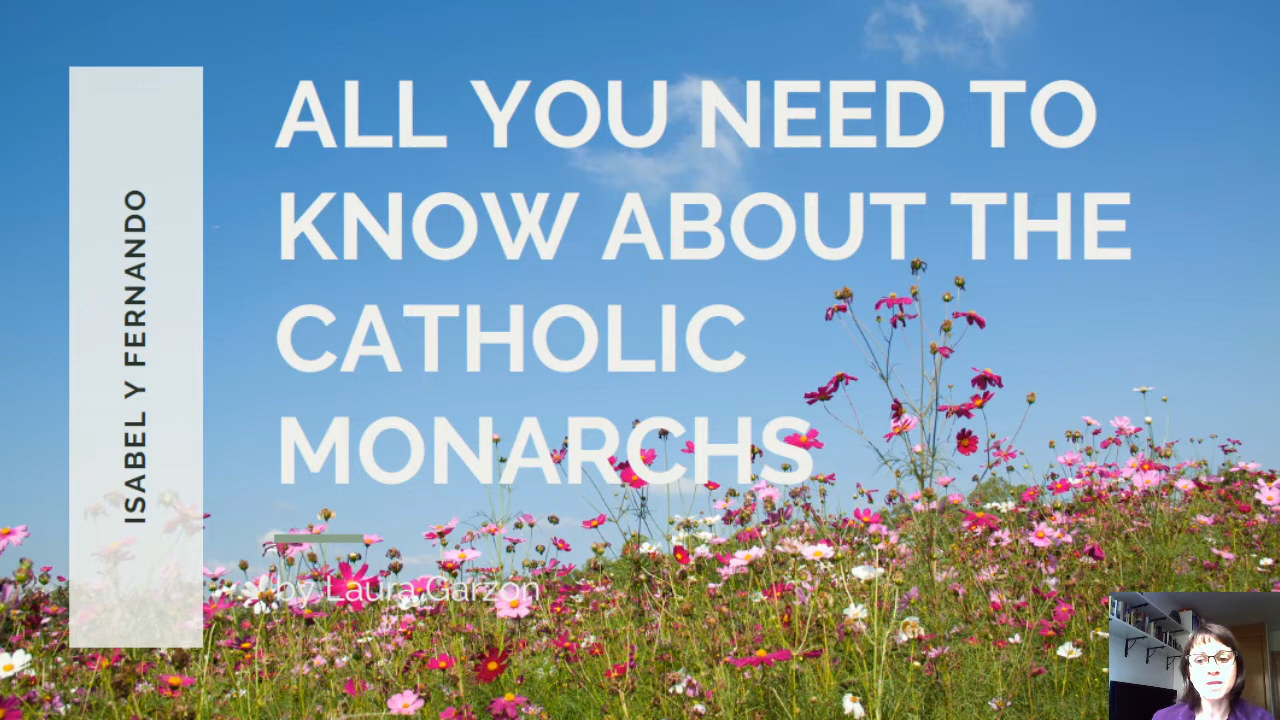 ISABEL Y FERNANDO
ALL YOU NEED TO
KNOW ABOUT THE
CATHOLIC
MONARCHS
by Laura Garzon